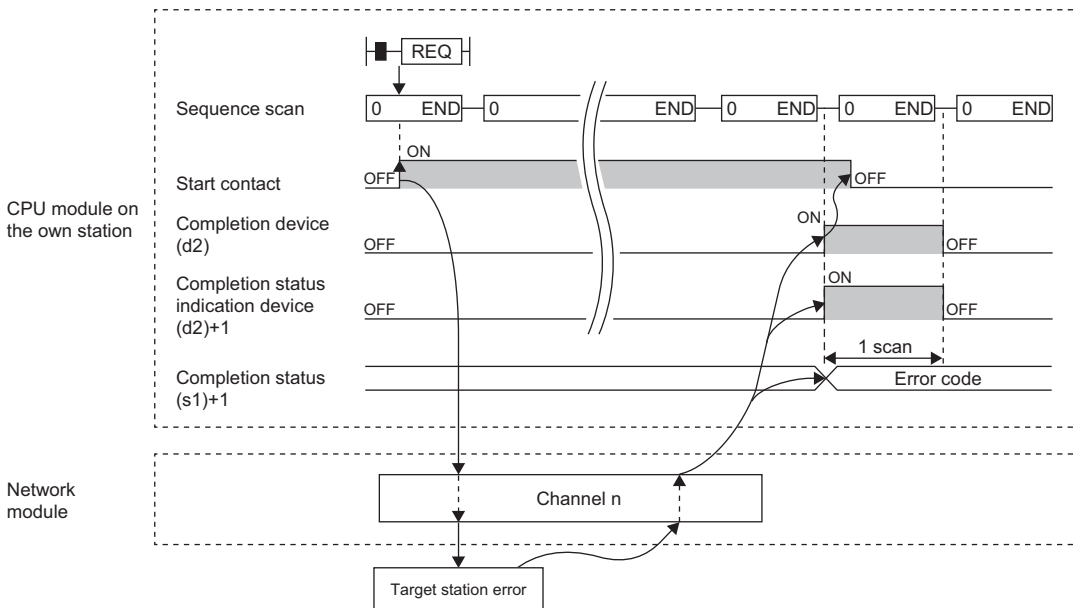 REQ
Sequence scan
0 END 0 END 0 END 0 END 0 END
ON
Start contact
OFF
OFF
CPU module on
the own station
Completion device
(d2)
ON
OFF
OFF
Completion status
indication device
(d2)+1
ON
OFF
OFF
1 scan
Completion status
(s1)+1
Error code
Network
module
Channel n
Target station error